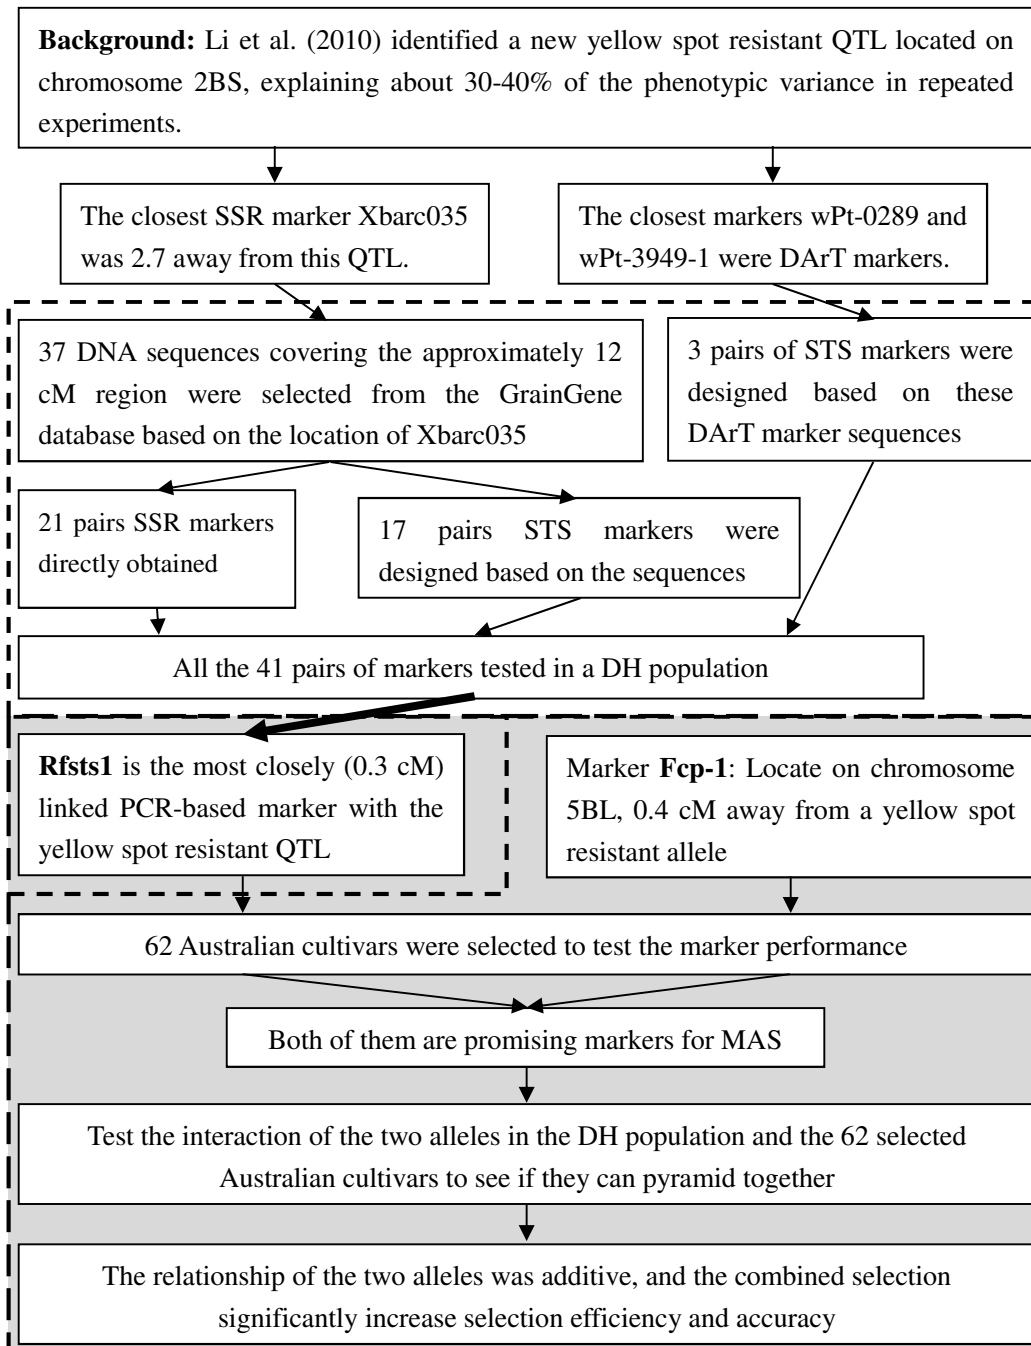 Background: Li et al. (2010) identified a new yellow spot resistant QTL located on
chromosome 2BS, explaining about 30-40% of the phenotypic variance in repeated
experiments.
The closest SSR marker Xbarc035
was 2.7 away from this QTL.
The closest markers wPt-0289 and
wPt-3949-1 were DArT markers.
37 DNA sequences covering the approximately 12
cM region were selected from the GrainGene
database based on the location of Xbarc035
3 pairs of STS markers were
designed based on these
DArT marker sequences
21 pairs SSR markers
directly obtained
17 pairs STS markers were
designed based on the sequences
All the 41 pairs of markers tested in a DH population
Rfsts1 is the most closely (0.3 cM)
linked PCR-based marker with the
yellow spot resistant QTL
Marker Fcp-1: Locate on chromosome
5BL, 0.4 cM away from a yellow spot
resistant allele
62 Australian cultivars were selected to test the marker performance
Both of them are promising markers for MAS
Test the interaction of the two alleles in the DH population and the 62 selected
Australian cultivars to see if they can pyramid together
The relationship of the two alleles was additive, and the combined selection
significantly increase selection efficiency and accuracy